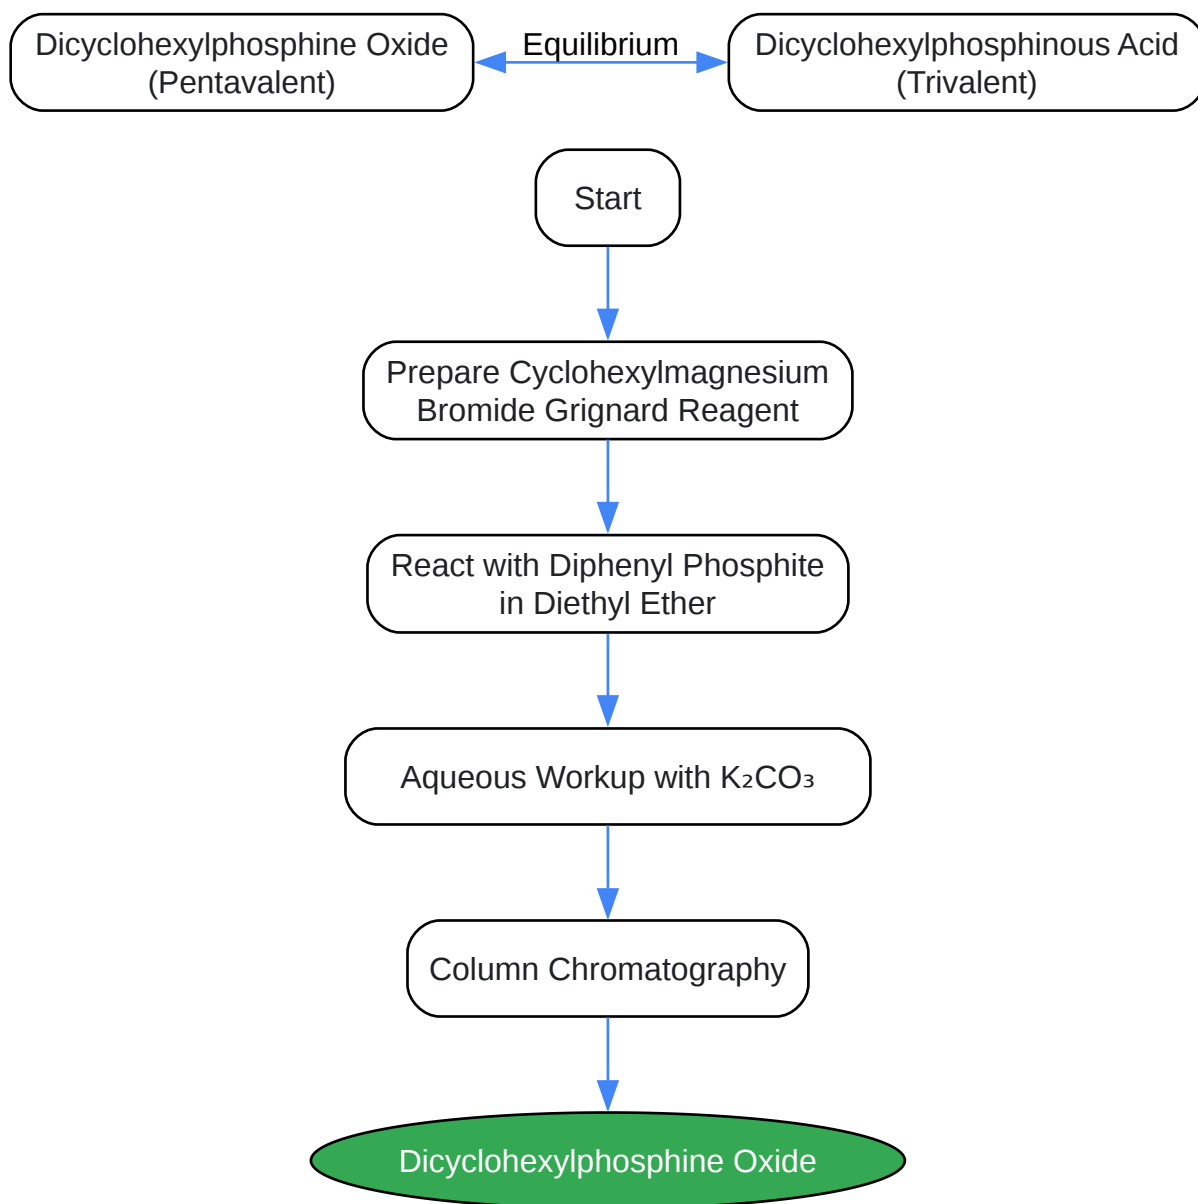 Dicyclohexylphosphine Oxide
(Pentavalent)
Equilibrium
Dicyclohexylphosphinous Acid
(Trivalent)
Start
Prepare Cyclohexylmagnesium
Bromide Grignard Reagent
React with Diphenyl Phosphite
in Diethyl Ether
Aqueous Workup with K₂CO₃
Column Chromatography
Dicyclohexylphosphine Oxide